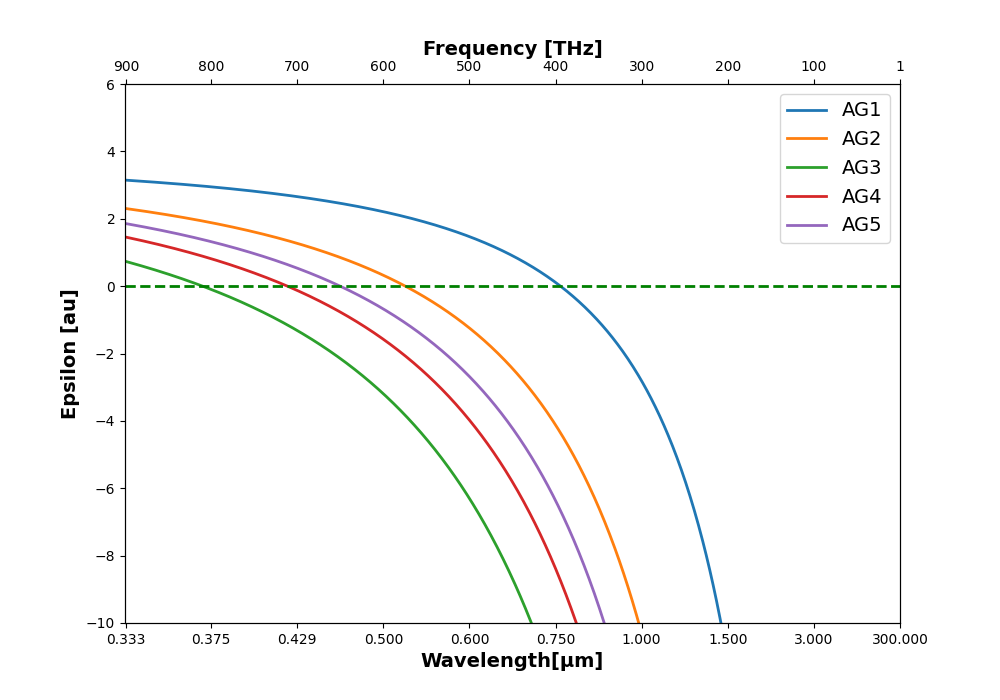 Frequency [THz]
900 800 700 600 500 400 300 200 100 1
6
4
2
0
−2
−4
−6
−8
−10
Epsilon [au]
AG1
AG2
AG3
AG4
AG5
0.333 0.375 0.429 0.500 0.600 0.750 1.000 1.500 3.000 300.000
Wavelength[μm]